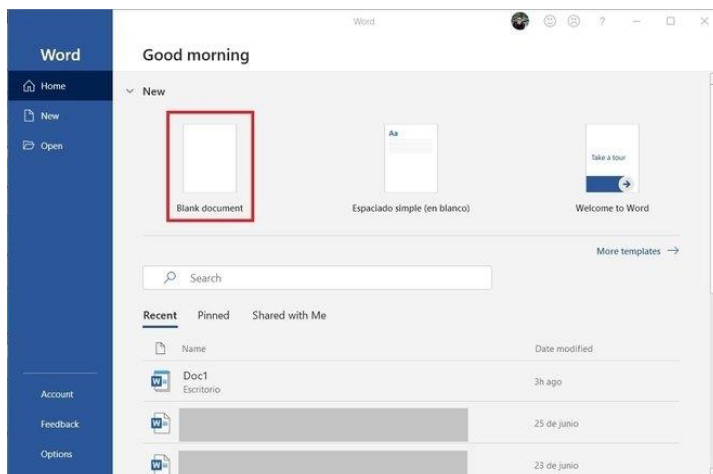 Word
Word
Good morning
Home
New
Open
New
Aa
Take a tour
Blank document
Espaciado simple (en blanco)
Welcome to Word
More templates
Search
Recent
Pinned
Shared with Me
Name
Date modified
Doc1
Escritorio
3h ago
25 de junio
23 de junio
Account
Feedback
Options